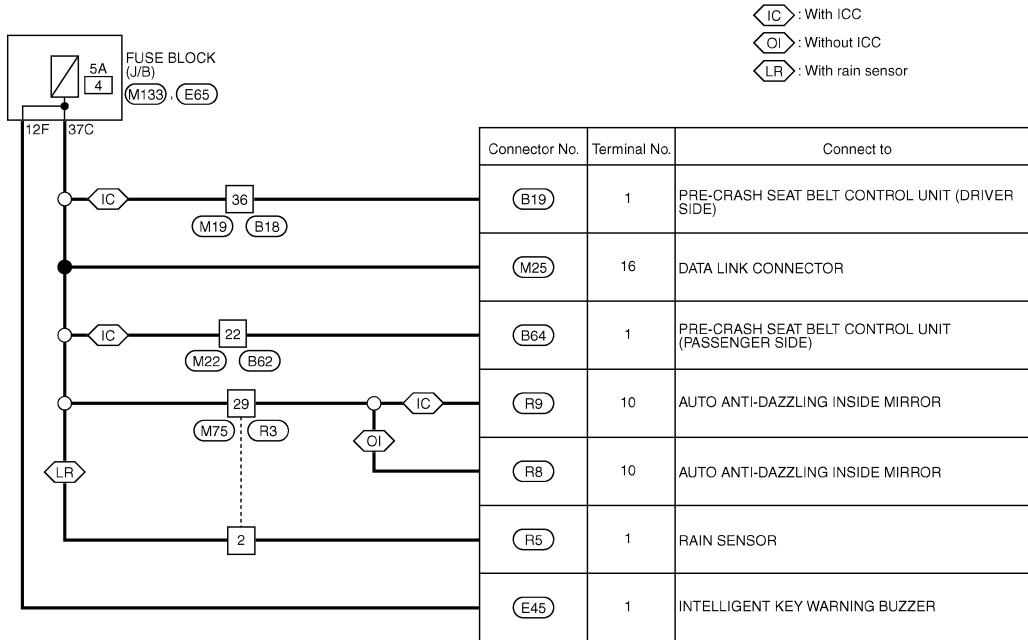 IC : With ICC
OI : Without ICC
LR : With rain sensor
FUSE BLOCK
(J/B)
5A
4
M133 , E65
12F 37C
Connector No. Terminal No. Connect to
IC 36 B19 1 PRE-CRASH SEAT BELT CONTROL UNIT (DRIVER
SIDE)
M19 B18
M25 16 DATA LINK CONNECTOR
IC 22 B64 1 PRE-CRASH SEAT BELT CONTROL UNIT
(PASSENGER SIDE)
M22 B62
29 IC R9 10 AUTO ANTI-DAZZLING INSIDE MIRROR
M75 R3
OI
LR R8 10 AUTO ANTI-DAZZLING INSIDE MIRROR
2 R5 1 RAIN SENSOR
E45 1 INTELLIGENT KEY WARNING BUZZER